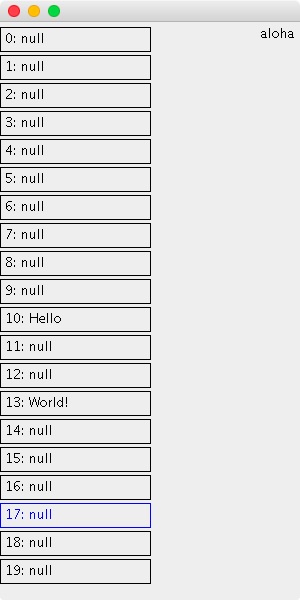 0: null
aloha
1: null
2: null
3: null
4: null
5: null
6: null
7: null
8: null
9: null
10: Hello
11: null
12: null
13: World!
14: null
15: null
16: null
17: null
18: null
19: null